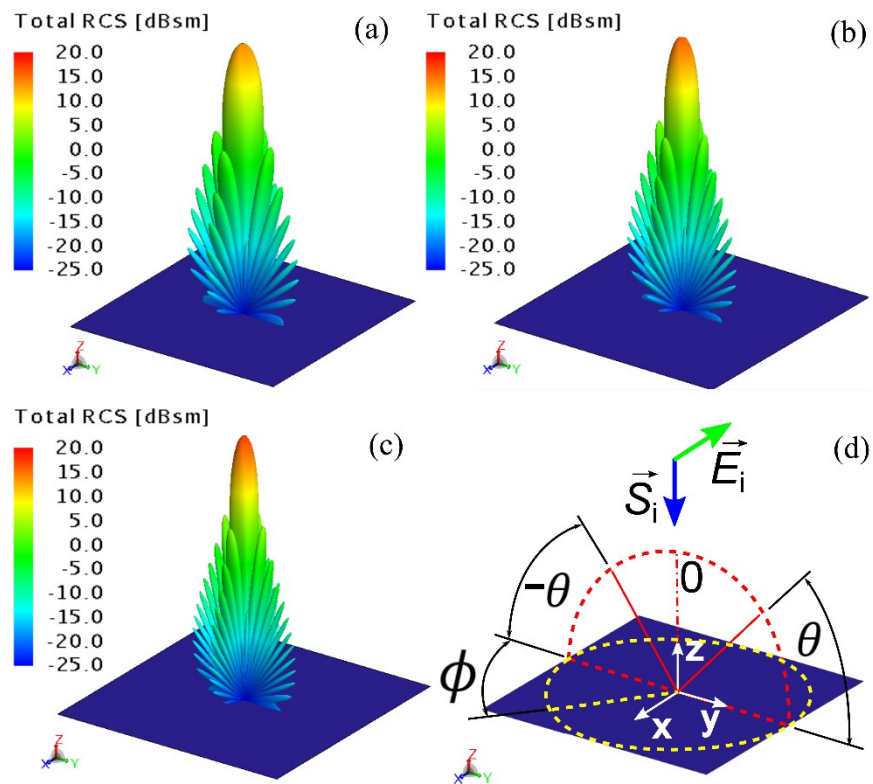 Total RCS [dBsm]
(a)
20.0
15.0
10.0
5.0
0.0
-5.0
-10.0
-15.0
-20.0
-25.0
Z
X Y
Total RCS [dBsm]
(b)
20.0
15.0
10.0
5.0
0.0
-5.0
-10.0
-15.0
-20.0
-25.0
Z
X Y
Total RCS [dBsm]
(c)
20.0
15.0
10.0
5.0
0.0
-5.0
-10.0
-15.0
-20.0
-25.0
Z
X Y
(d)
E⃗i
S⃗i
0
-θ
θ
ϕ
z
x y
Z
X Y